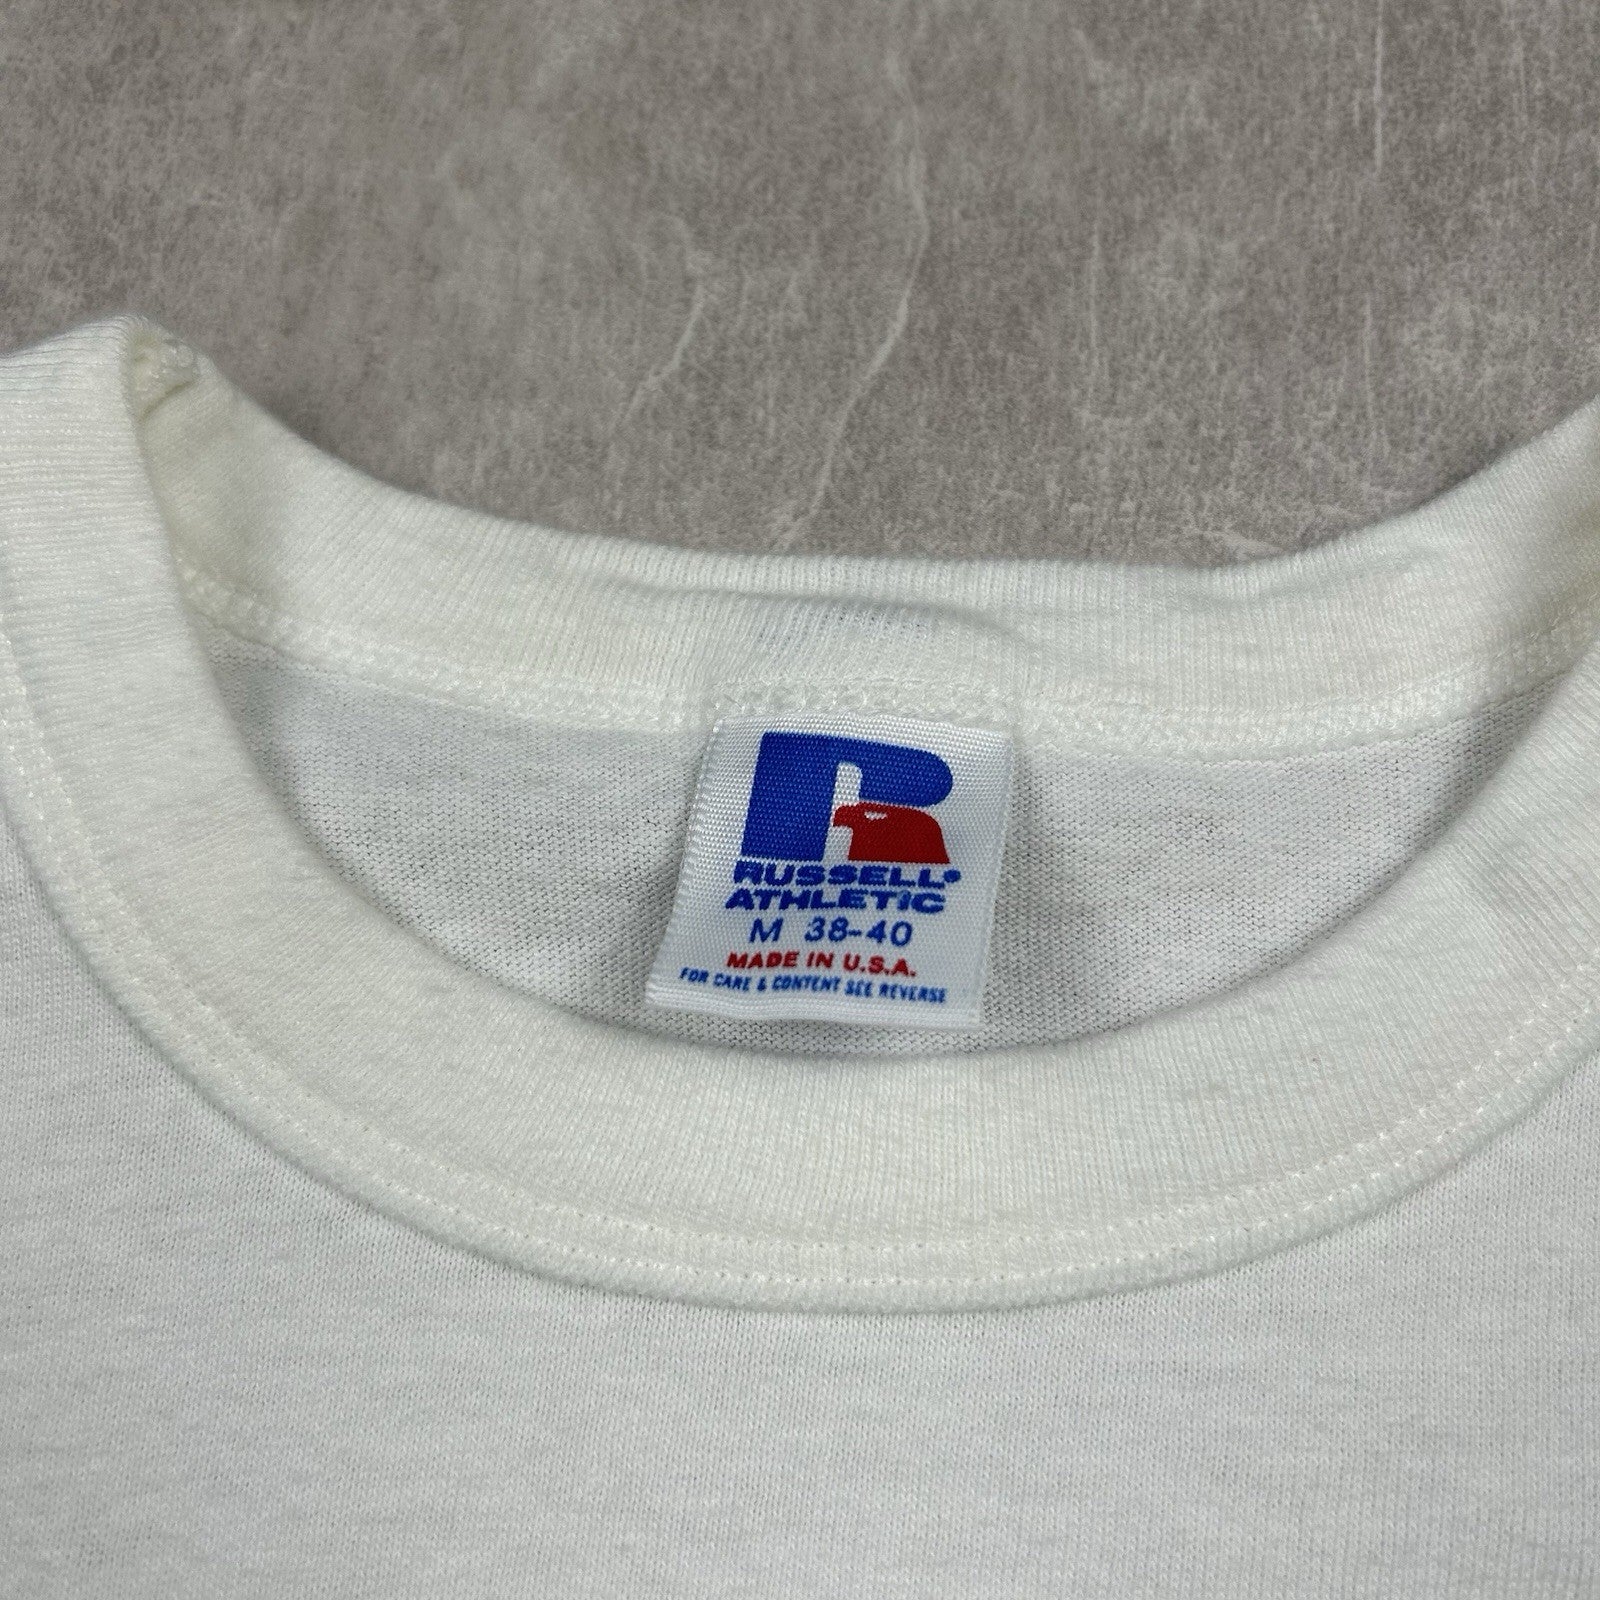 R
RUSSELL®
ATHLETIC
M 38-40
MADE IN U.S.A.
FOR CARE & CONTENT SEE REVERSE